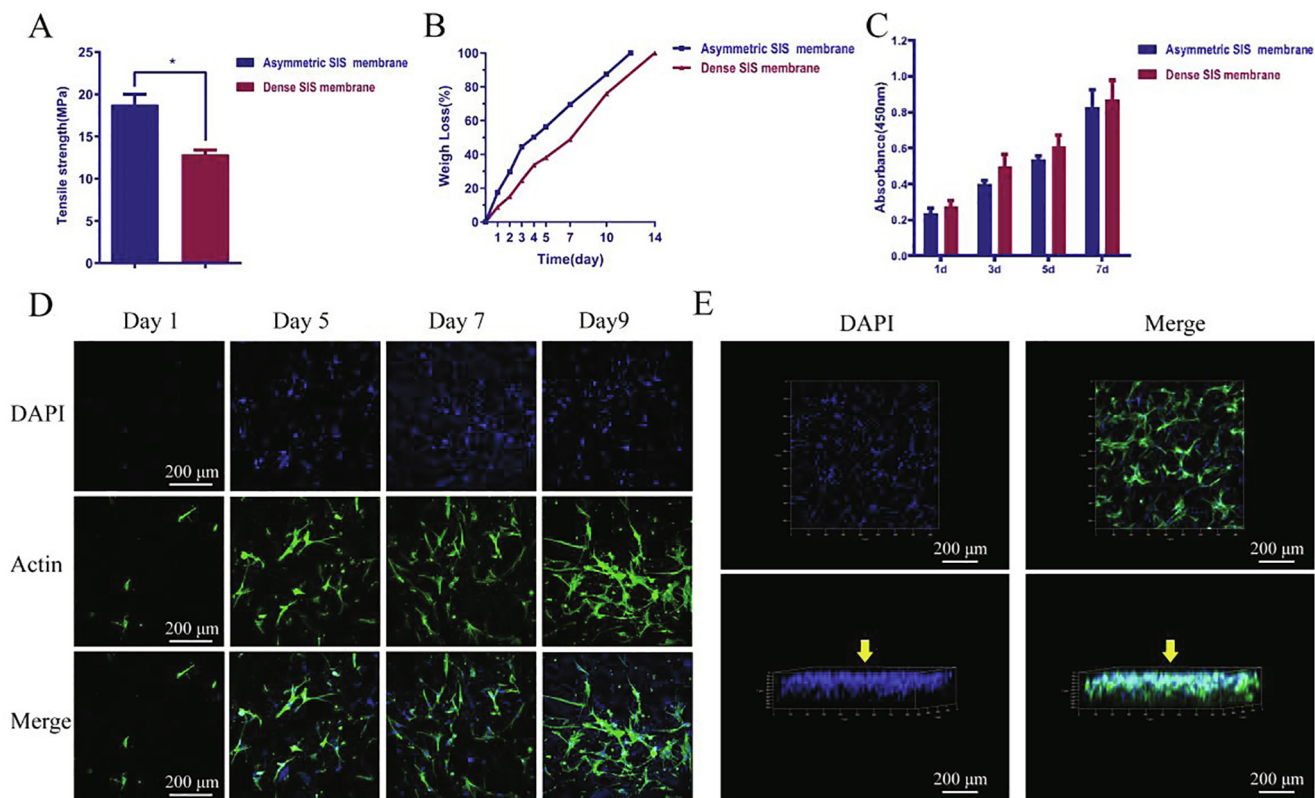 A
Tensile strength(MPa)
25
20
15
10
5
0
*
Asymmetric SIS membrane
Dense SIS membrane
B
Weigh Loss(%)
100
80
60
40
20
0
1 2 3 4 5 7 10 14
Time(day)
Asymmetric SIS membrane
Dense SIS membrane
C
Absorbance(450nm)
1.2
1.0
0.8
0.6
0.4
0.2
0.0
1d 3d 5d 7d
Asymmetric SIS membrane
Dense SIS membrane
D
Day 1 Day 5 Day 7 Day9
DAPI
200 μm
Actin
200 μm
Merge
200 μm
E
DAPI Merge
200 μm 200 μm
200 μm 200 μm